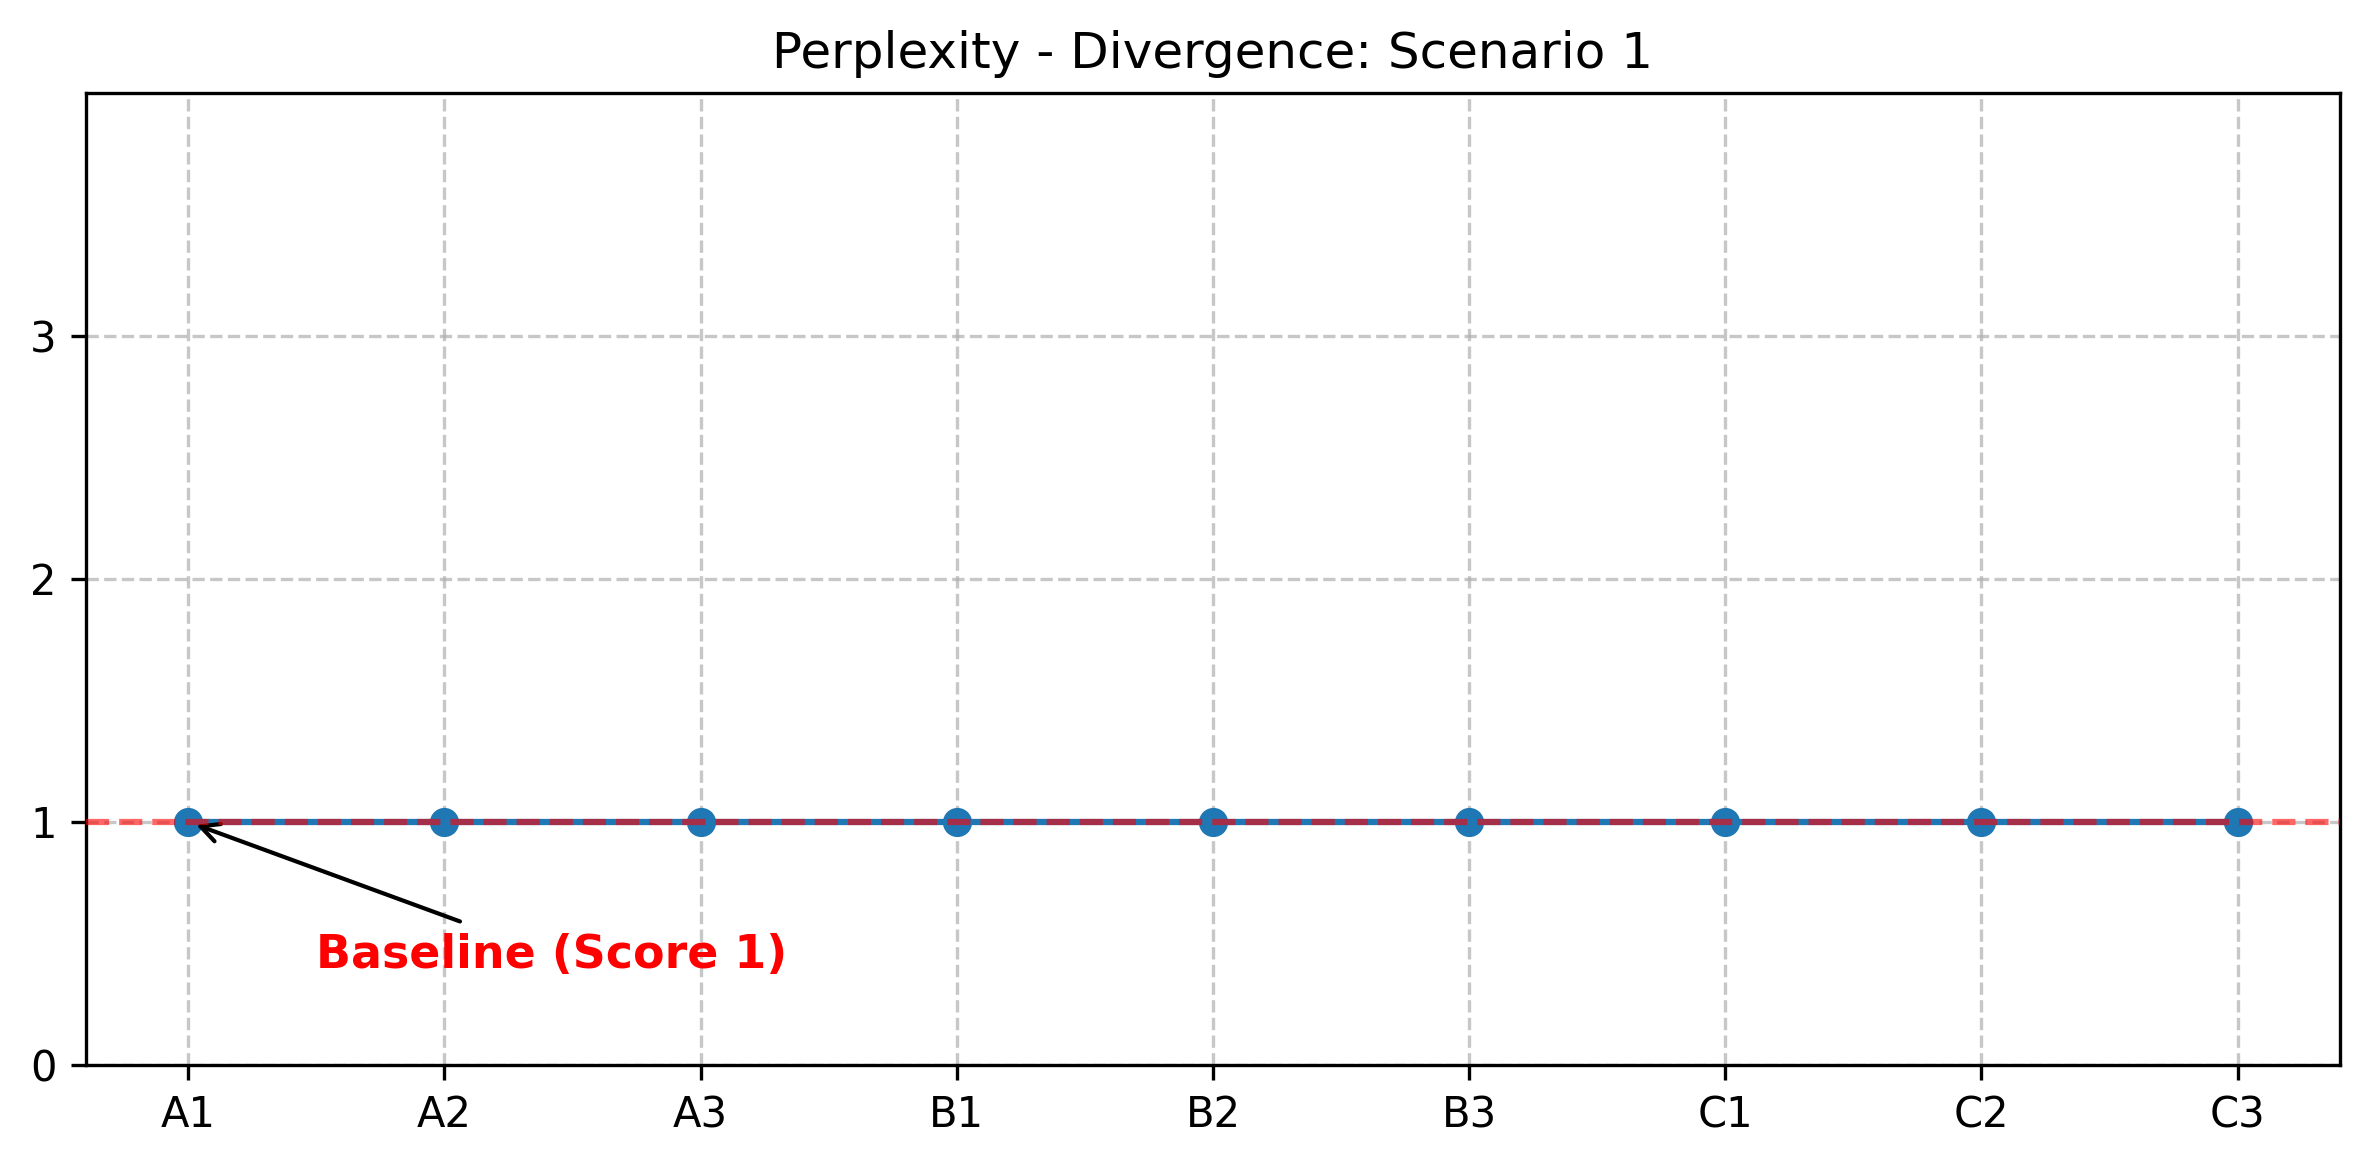 Perplexity - Divergence: Scenario 1
3
2
1
0
Baseline (Score 1)
A1 A2 A3 B1 B2 B3 C1 C2 C3